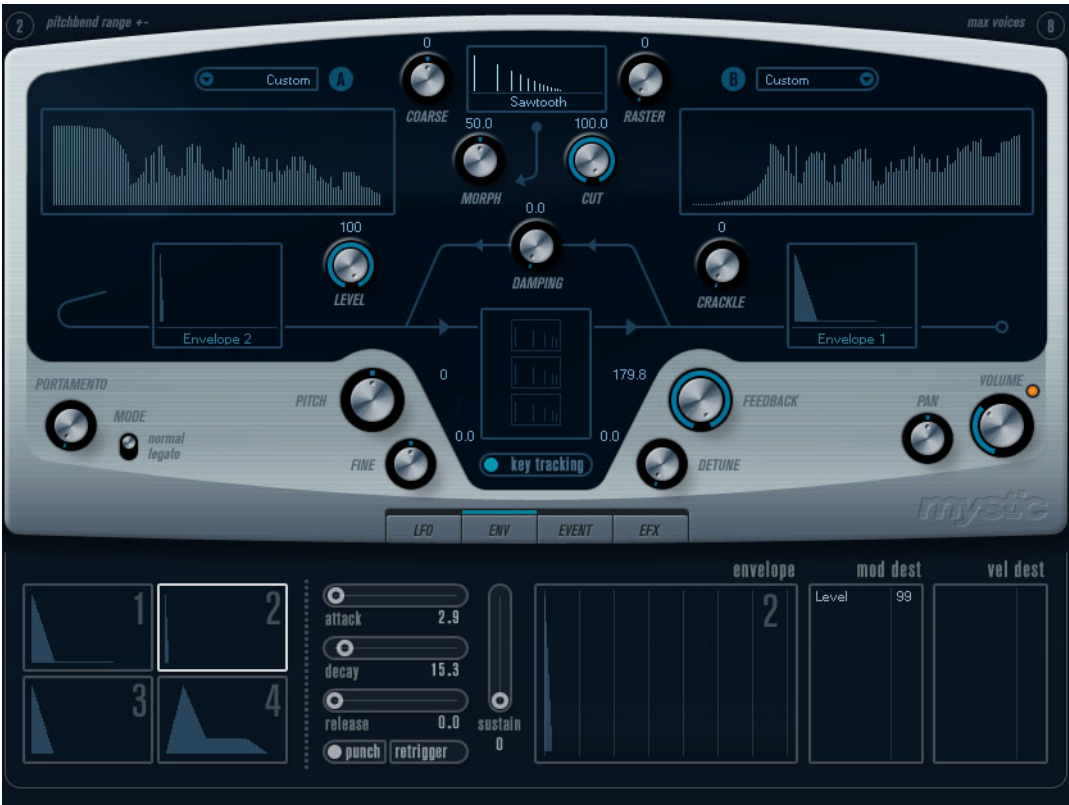 2 pitchbend range +-
max voices 8
0
0
Custom A
B Custom
Sawtooth
COARSE
RASTER
50.0
100.0
MORPH
CUT
0.0
100
0
LEVEL
DAMPING
CRACKLE
Envelope 2
Envelope 1
PORTAMENTO
0
179.8
VOLUME
PITCH
FEEDBACK
PAN
MODE
normal
legato
0.0
0.0
FINE
key tracking
DETUNE
mystic
LFO ENV EVENT EFX
envelope
mod dest
vel dest
1
2
3
4
attack 2.9
decay 15.3
release 0.0
sustain
0
punch retrigger
2
Level 99